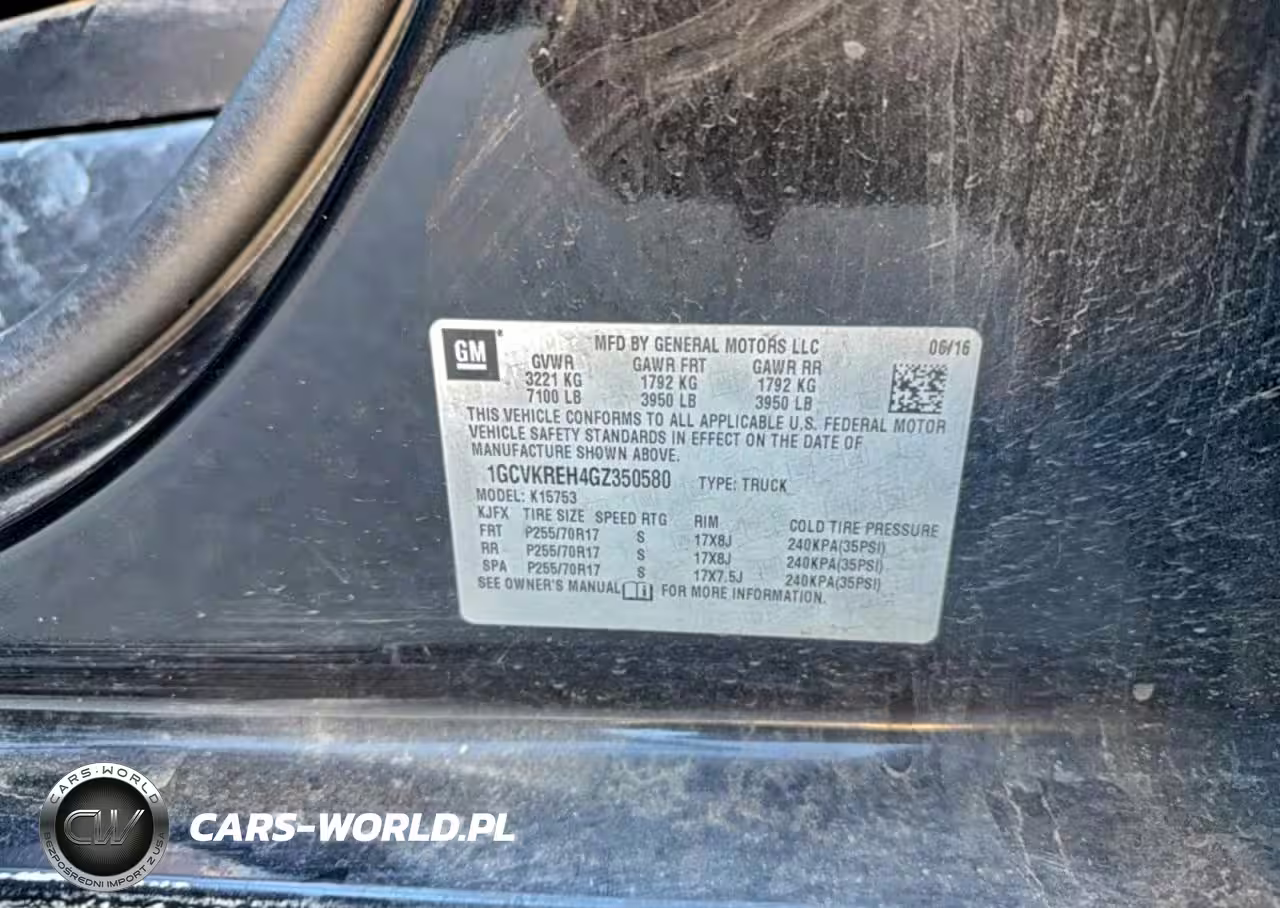 GM
MFD BY GENERAL MOTORS LLC 06/16
GVWR GAWR FRT GAWR RR
3221 KG 1792 KG 1792 KG
7100 LB 3950 LB 3950 LB
THIS VEHICLE CONFORMS TO ALL APPLICABLE U.S. FEDERAL MOTOR
VEHICLE SAFETY STANDARDS IN EFFECT ON THE DATE OF
MANUFACTURE SHOWN ABOVE.
1GCVKREH4GZ350580 TYPE: TRUCK
MODEL: K15753
KJFX TIRE SIZE SPEED RTG RIM COLD TIRE PRESSURE
FRT P255/70R17 S 17X8J 240KPA(35PSI)
RR P255/70R17 S 17X8J 240KPA(35PSI)
SPA P255/70R17 S 17X7.5J 240KPA(35PSI)
SEE OWNER'S MANUAL FOR MORE INFORMATION.
CARS-WORLD
CW
BEZPOŚREDNI IMPORT Z USA
CARS-WORLD.PL